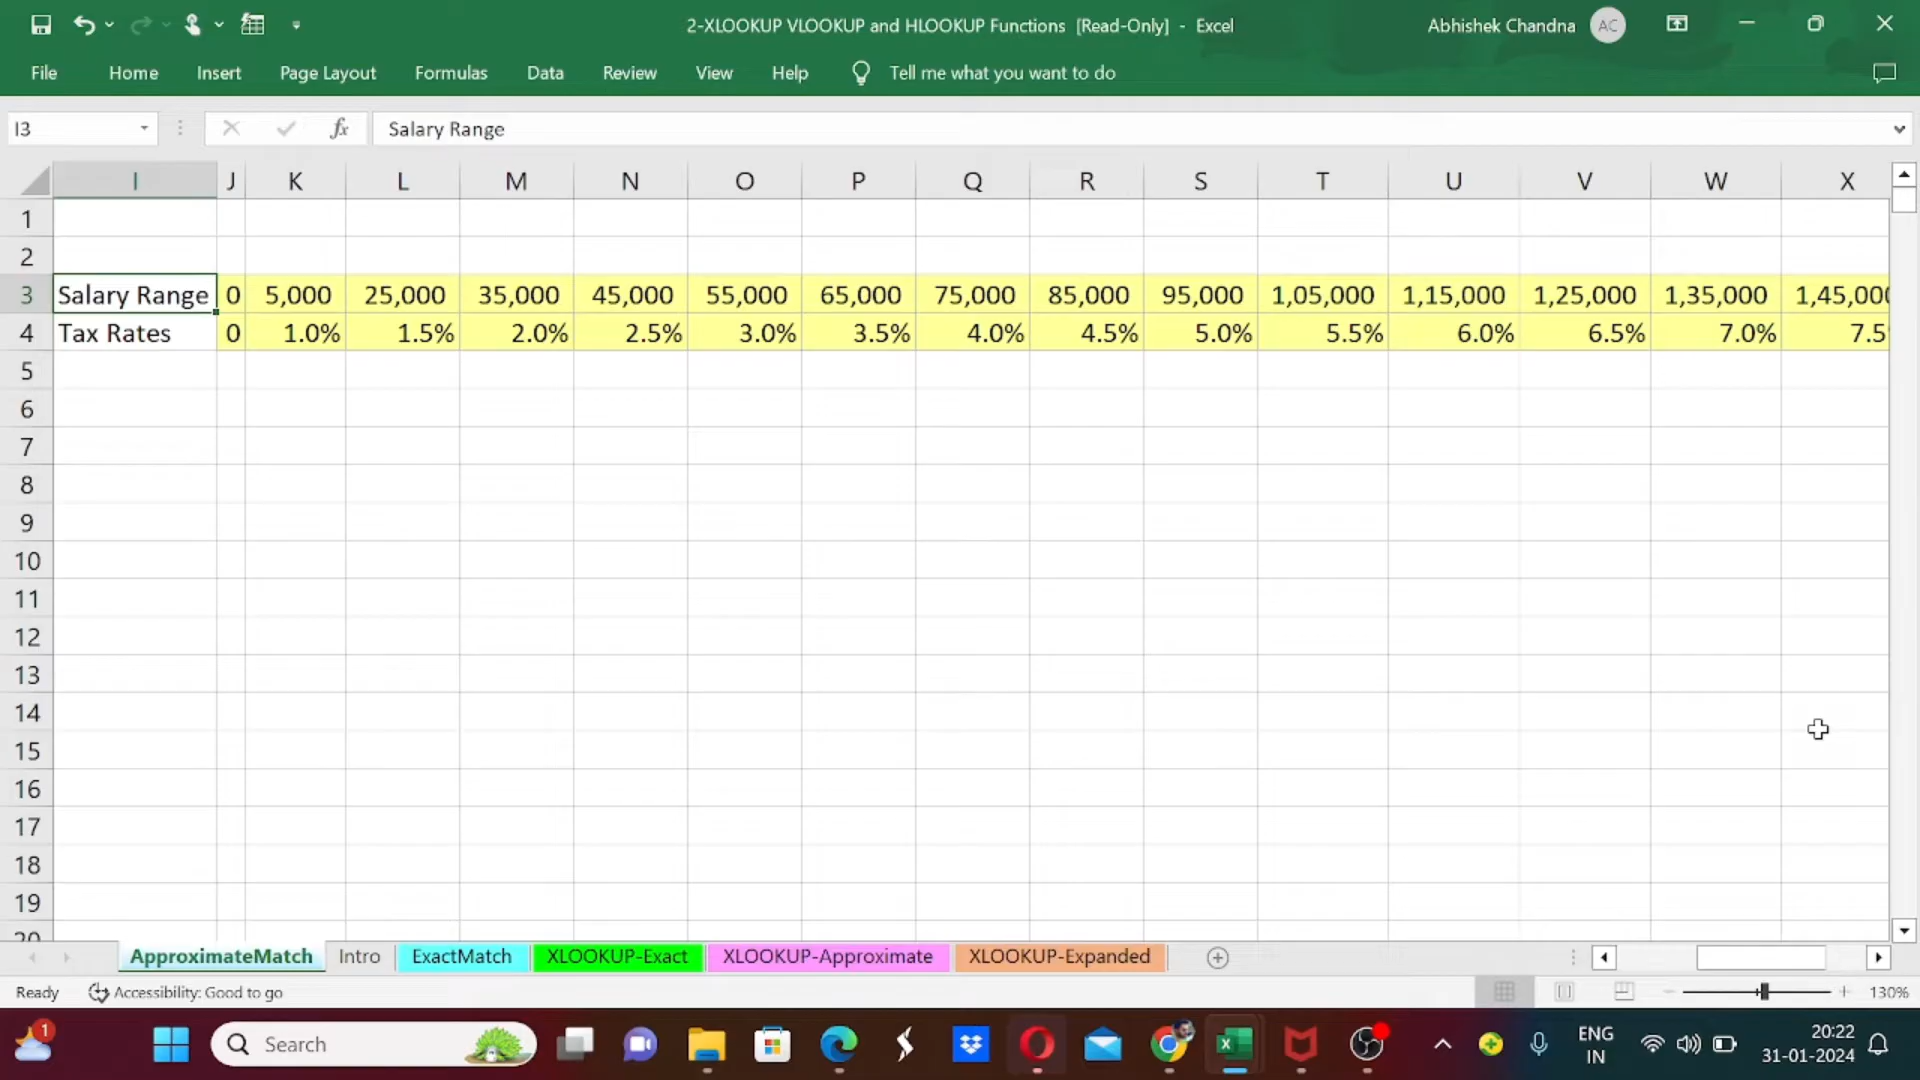 2-XLOOKUP VLOOKUP and HLOOKUP Functions [Read-Only] - Excel
Abhishek Chandna AC
File Home Insert Page Layout Formulas Data Review View Help Tell me what you want to do
I3 fx Salary Range
I J K L M N O P Q R S T U V W X
1
2
3 Salary Range 0 5,000 25,000 35,000 45,000 55,000 65,000 75,000 85,000 95,000 1,05,000 1,15,000 1,25,000 1,35,000 1,45,000
4 Tax Rates 0 1.0% 1.5% 2.0% 2.5% 3.0% 3.5% 4.0% 4.5% 5.0% 5.5% 6.0% 6.5% 7.0% 7.5
5
6
7
8
9
10
11
12
13
14
15
16
17
18
19
20
ApproximateMatch Intro ExactMatch XLOOKUP-Exact XLOOKUP-Approximate XLOOKUP-Expanded
Ready Accessibility: Good to go 130%
1 Search ENG 20:22
IN 31-01-2024